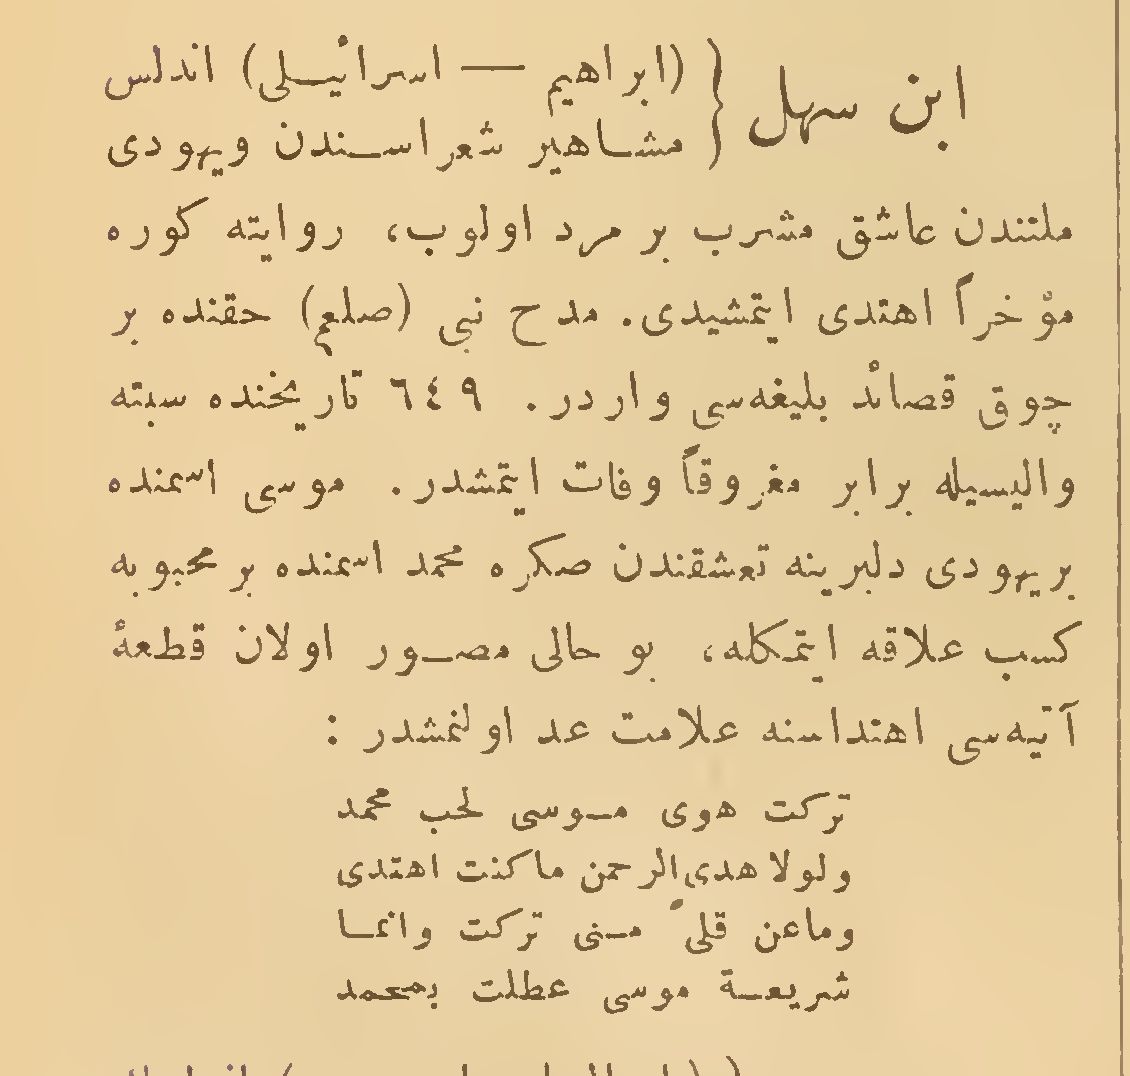 ابن سهل { (ابراهیم — اسرائیلی) اندلس
مشاهیر شعراسندن ویهودی
ملتندن عاشق مشرب بر مرد اولوب، روایته کوره
مؤخراً اهتدی ایتمشیدی. مدح نبی (صلعم) حقنده بر
چوق قصائد بلیغه‌سی واردر. ٦٤٩ تاریخنده سبته
والیسیله برابر مغروقاً وفات ایتمشدر. موسی اسمنده
بر یهودی دلبرینه تعشقندن صکره محمد اسمنده بر محبوبه
کسب علاقه ایتمکله، بو حالی مصور اولان قطعهٔ
آتیه‌سی اهتداسنه علامت عد اولنمشدر :
ترکت هوی موسی لحب محمد
ولولا هدی‌الرحمن ماکنت اهتدی
وماعن قلی منی ترکت وانما
شریعة موسی عطلت بمحمد